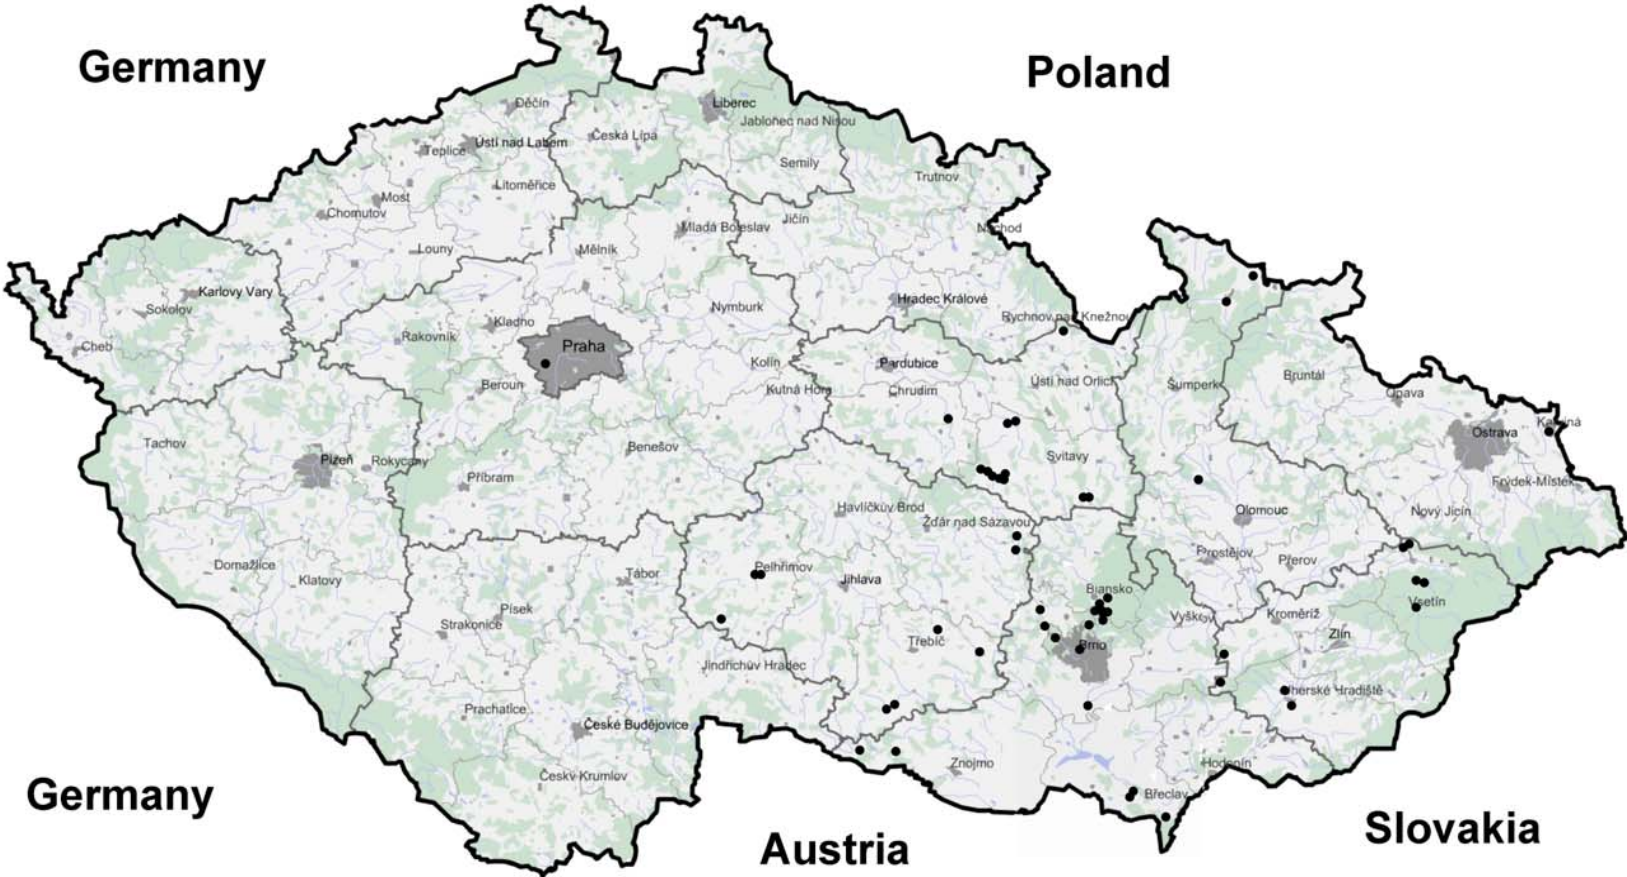 Germany
Poland
Děčín
Liberec
Jablonec nad Nisou
Česká Lípa
Ústí nad Labem
Teplice
Semily
Trutnov
Litoměřice
Most
Chomutov
Jičín
Mladá Boleslav
Náchod
Louny
Mělník
Karlovy Vary
Sokolov
Hradec Králové
Nymburk
Rychnov nad Kněžnou
Kladno
Rakovník
Praha
Cheb
Kolín
Pardubice
Beroun
Kutná Hora
Chrudim
Ústí nad Orlicí
Šumperk
Bruntál
Opava
Karviná
Ostrava
Tachov
Benešov
Plzeň
Rokycany
Svitavy
Příbram
Frýdek-Místek
Havlíčkův Brod
Olomouc
Nový Jičín
Žďár nad Sázavou
Prostějov
Přerov
Domažlice
Klatovy
Tábor
Pelhřimov
Jihlava
Blansko
Vsetín
Písek
Strakonice
Vyškov
Kroměříž
Zlín
Třebíč
Brno
Jindřichův Hradec
Uherské Hradiště
Prachatice
České Budějovice
Znojmo
Hodonín
Český Krumlov
Břeclav
Germany
Austria
Slovakia